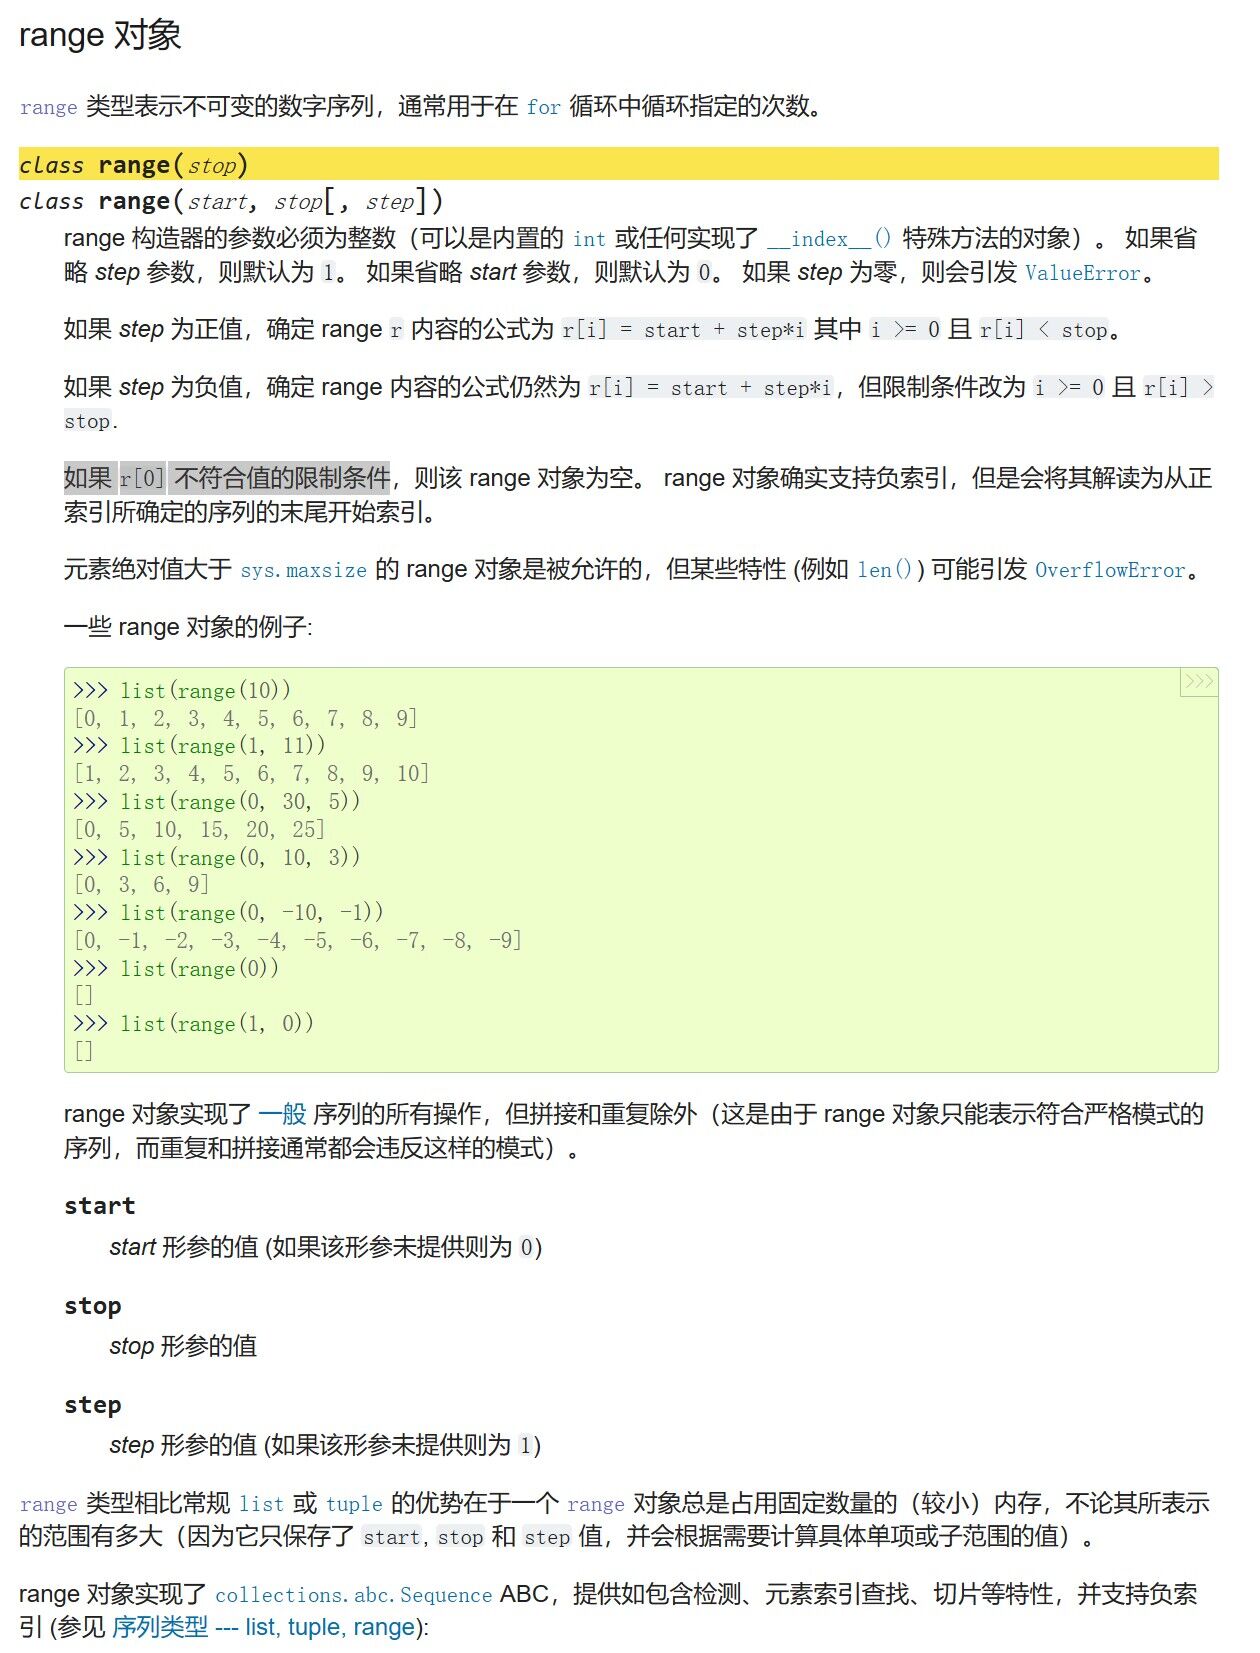 range 对象
range 类型表示不可变的数字序列，通常用于在 for 循环中循环指定的次数。
class range(stop)
class range(start, stop[, step])
range 构造器的参数必须为整数（可以是内置的 int 或任何实现了 __index__() 特殊方法的对象）。 如果省
略 step 参数，则默认为 1。 如果省略 start 参数，则默认为 0。 如果 step 为零，则会引发 ValueError。
如果 step 为正值，确定 range r 内容的公式为 r[i] = start + step*i 其中 i >= 0 且 r[i] < stop。
如果 step 为负值，确定 range 内容的公式仍然为 r[i] = start + step*i，但限制条件改为 i >= 0 且 r[i] >
stop.
如果 r[0] 不符合值的限制条件，则该 range 对象为空。 range 对象确实支持负索引，但是会将其解读为从正
索引所确定的序列的末尾开始索引。
元素绝对值大于 sys.maxsize 的 range 对象是被允许的，但某些特性 (例如 len()) 可能引发 OverflowError。
一些 range 对象的例子:
>>>
>>> list(range(10))
[0, 1, 2, 3, 4, 5, 6, 7, 8, 9]
>>> list(range(1, 11))
[1, 2, 3, 4, 5, 6, 7, 8, 9, 10]
>>> list(range(0, 30, 5))
[0, 5, 10, 15, 20, 25]
>>> list(range(0, 10, 3))
[0, 3, 6, 9]
>>> list(range(0, -10, -1))
[0, -1, -2, -3, -4, -5, -6, -7, -8, -9]
>>> list(range(0))
[]
>>> list(range(1, 0))
[]
range 对象实现了 一般 序列的所有操作，但拼接和重复除外（这是由于 range 对象只能表示符合严格模式的
序列，而重复和拼接通常都会违反这样的模式）。
start
start 形参的值 (如果该形参未提供则为 0)
stop
stop 形参的值
step
step 形参的值 (如果该形参未提供则为 1)
range 类型相比常规 list 或 tuple 的优势在于一个 range 对象总是占用固定数量的（较小）内存，不论其所表示
的范围有多大（因为它只保存了 start, stop 和 step 值，并会根据需要计算具体单项或子范围的值）。
range 对象实现了 collections.abc.Sequence ABC，提供如包含检测、元素索引查找、切片等特性，并支持负索
引 (参见 序列类型 --- list, tuple, range):